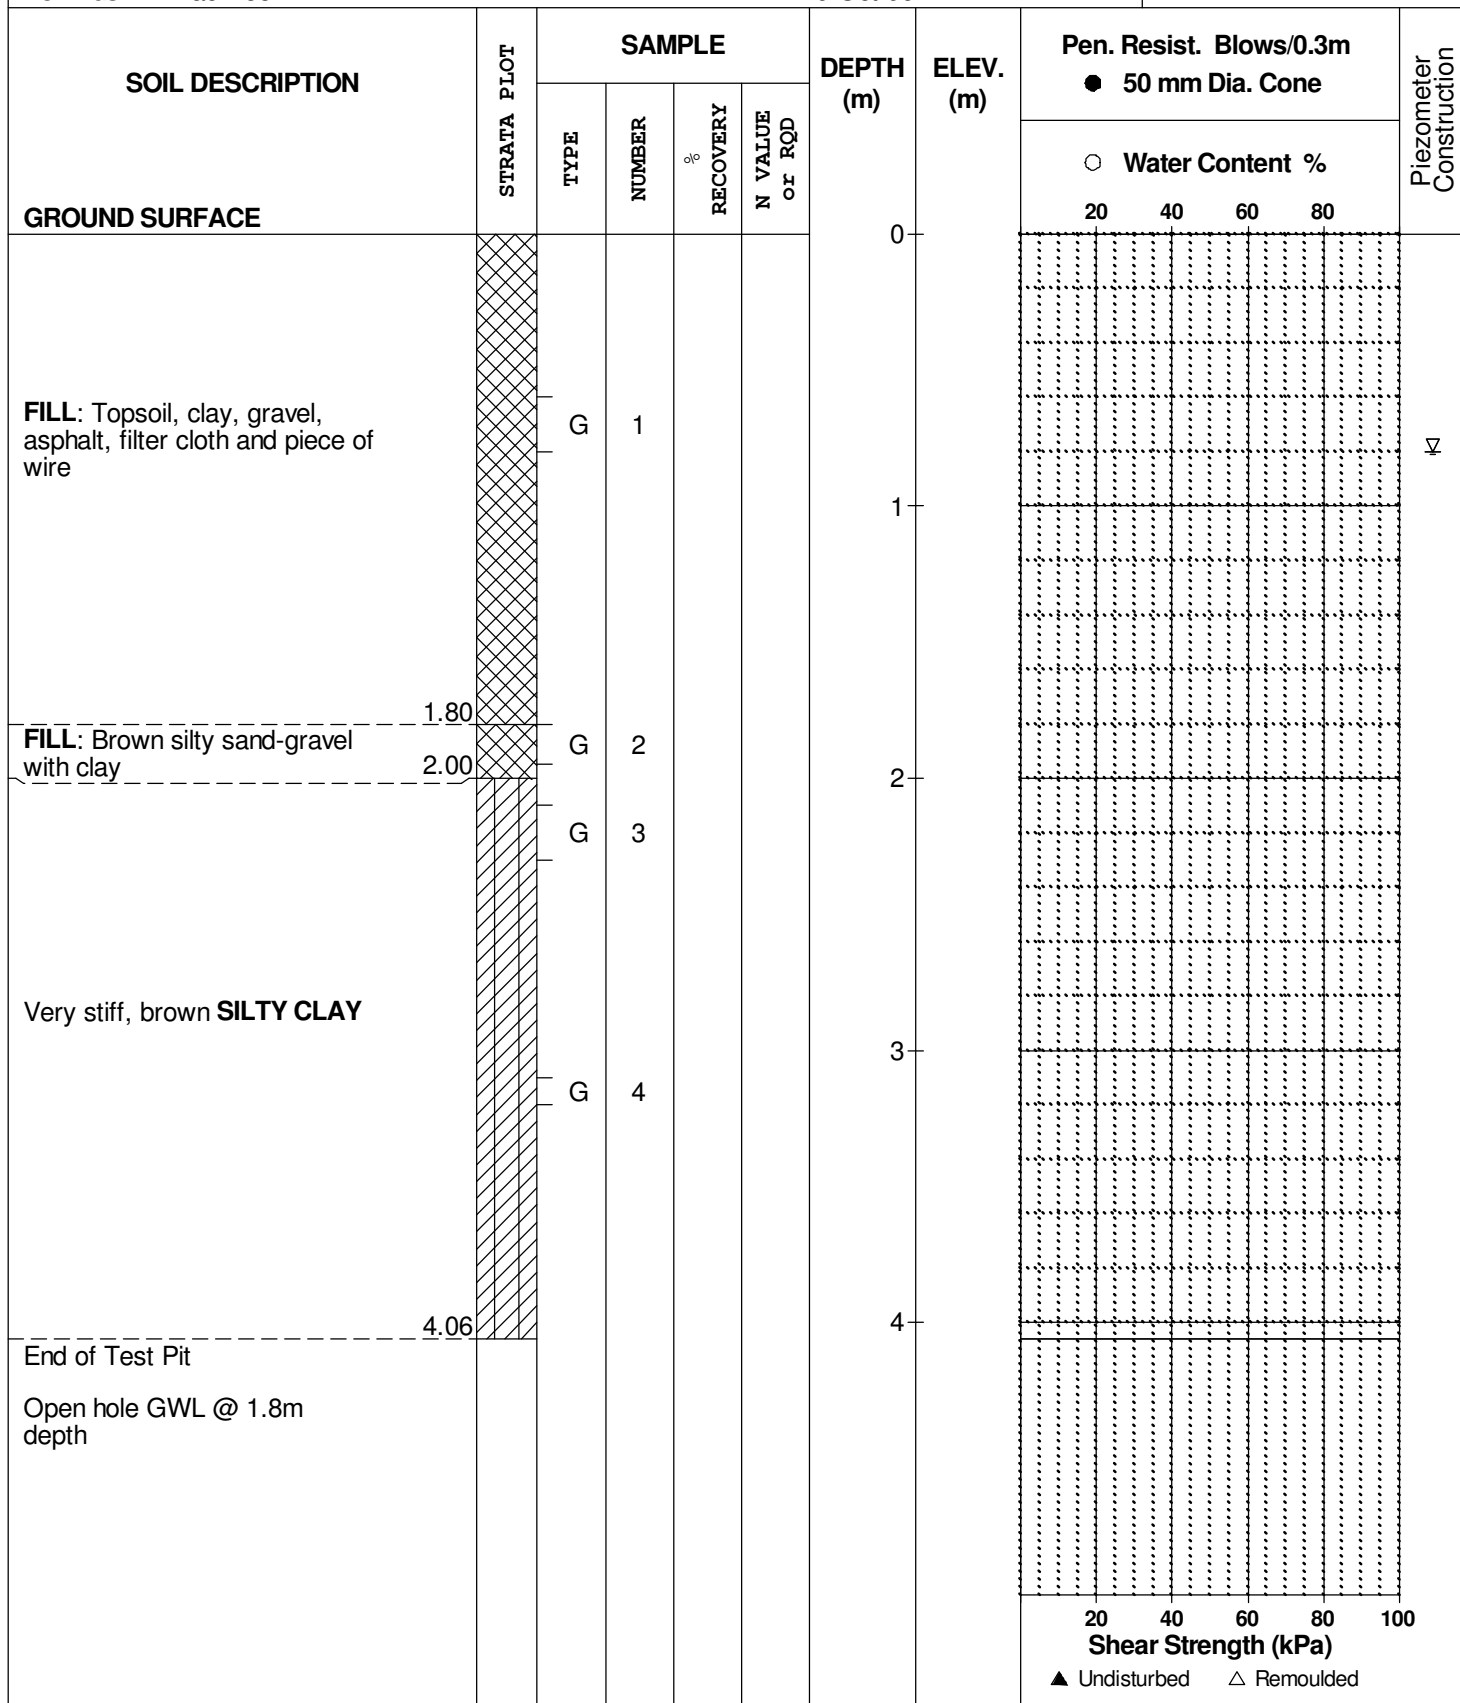 SOIL DESCRIPTION
GROUND SURFACE
STRATA PLOT
SAMPLE
TYPE
NUMBER
%
RECOVERY
N VALUE
or RQD
DEPTH
(m)
ELEV.
(m)
Pen. Resist. Blows/0.3m
● 50 mm Dia. Cone
○ Water Content %
20 40 60 80
Piezometer
Construction
0
FILL: Topsoil, clay, gravel,
asphalt, filter cloth and piece of
wire
G 1
1
1.80
FILL: Brown silty sand-gravel
with clay
2.00
G 2
2
G 3
Very stiff, brown SILTY CLAY
3
G 4
4.06
4
End of Test Pit
Open hole GWL @ 1.8m
depth
20 40 60 80 100
Shear Strength (kPa)
▲ Undisturbed △ Remoulded